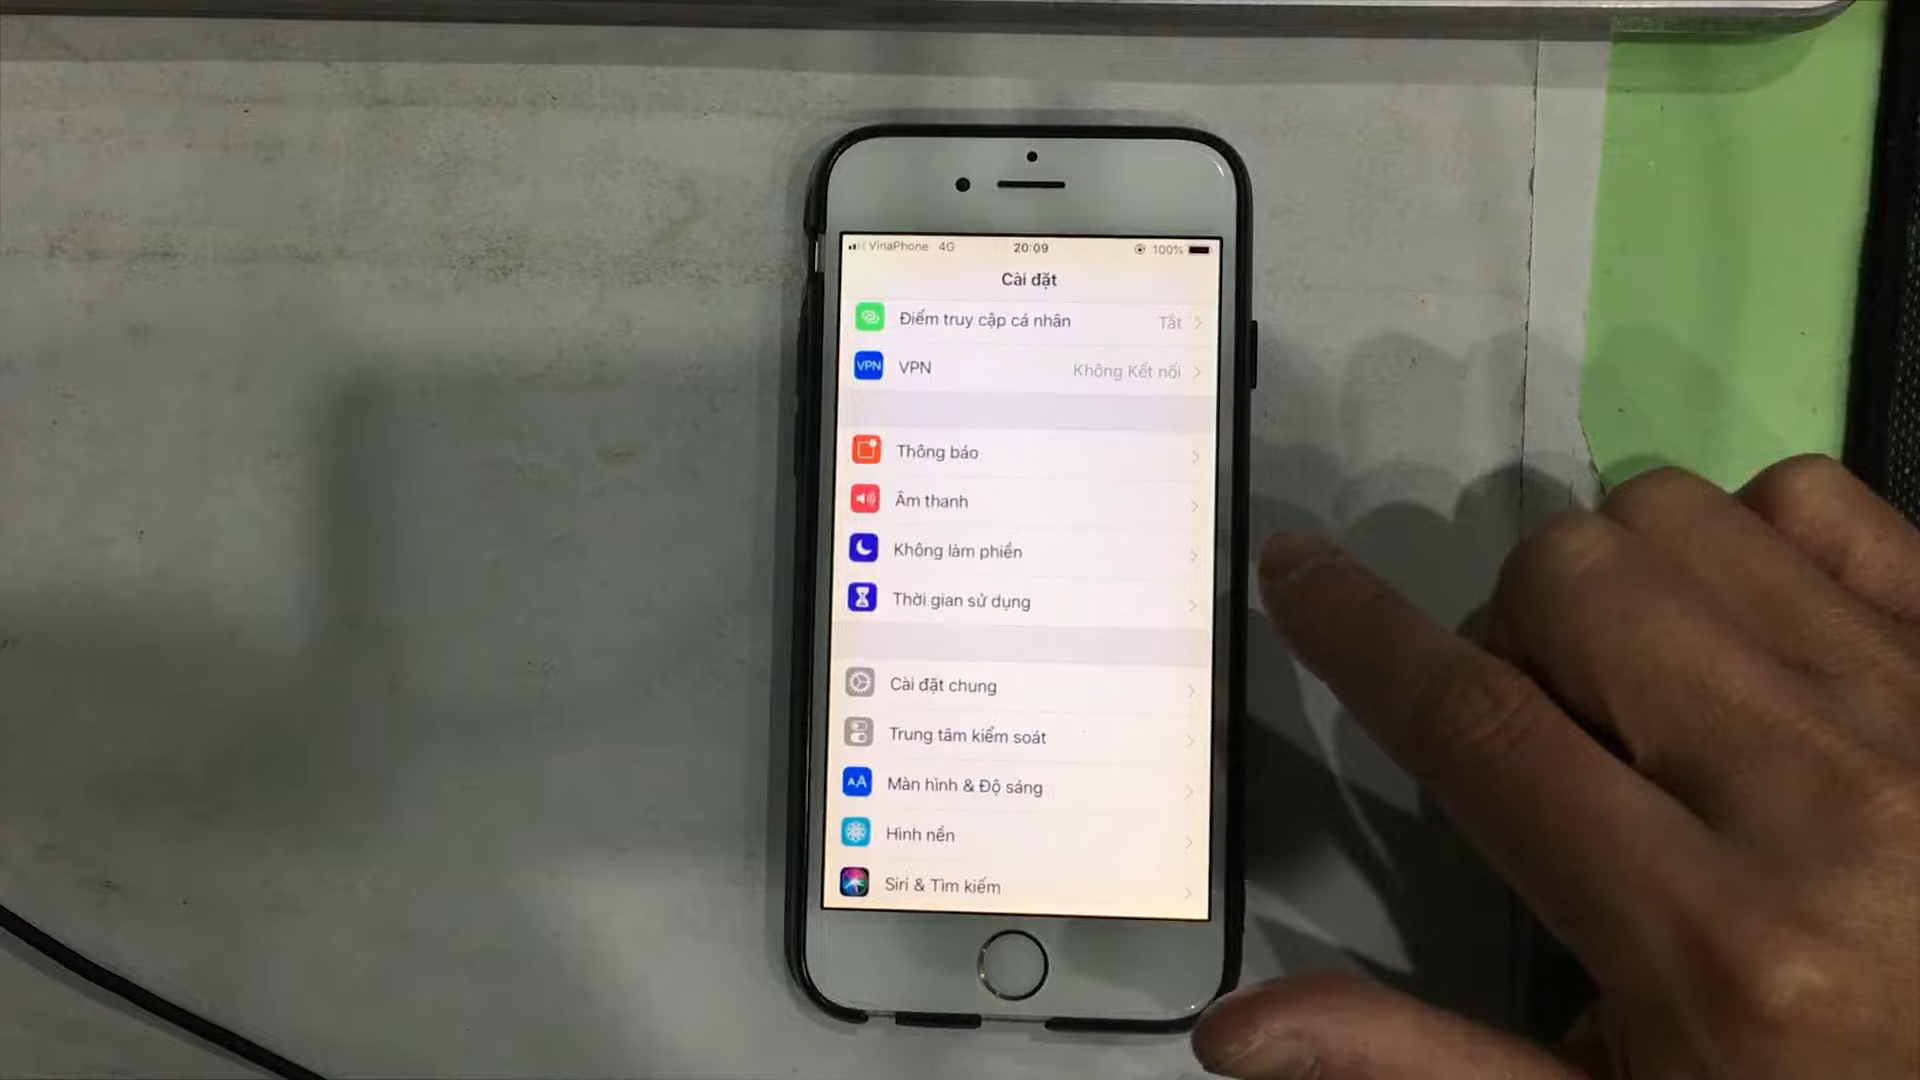 VinaPhone 4G 20:09 100%
Cài đặt
Điểm truy cập cá nhân Tắt
VPN VPN Không Kết nối
Thông báo
Âm thanh
Không làm phiền
Thời gian sử dụng
Cài đặt chung
Trung tâm kiểm soát
AA Màn hình & Độ sáng
Hình nền
Siri & Tìm kiếm